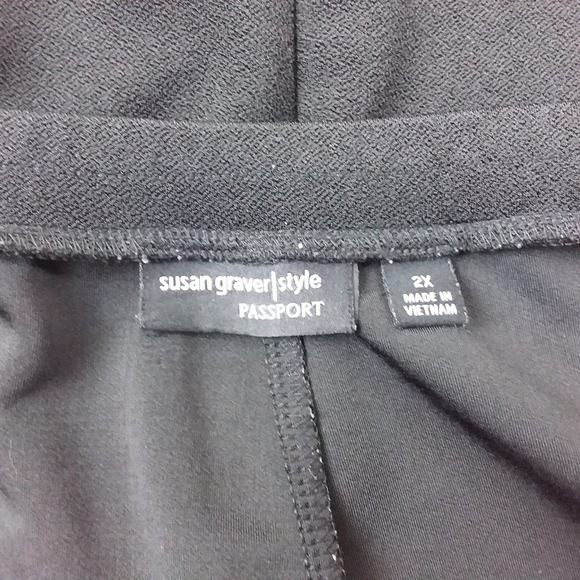 susan graver|style
PASSPORT
2X
MADE IN
VIETNAM